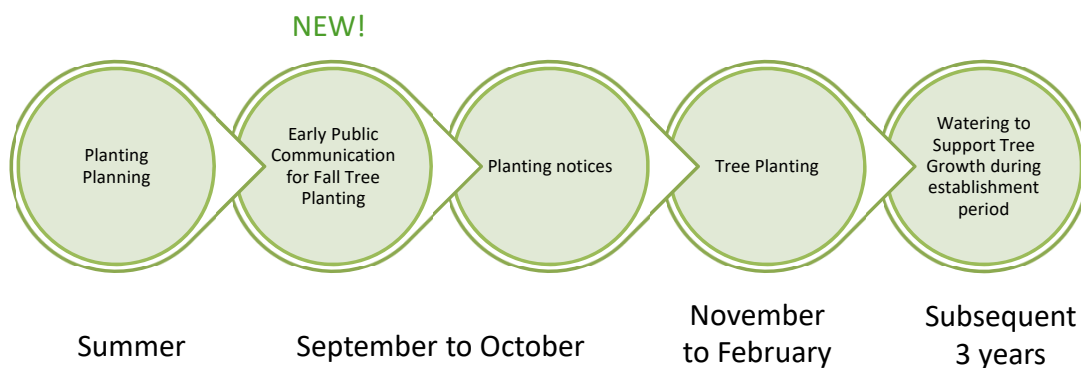 NEW!
Planting
Planning
Early Public
Communication
for Fall Tree
Planting
Planting notices
Tree Planting
Watering to
Support Tree
Growth during
establishment
period
Summer
September to October
November
to February
Subsequent
3 years